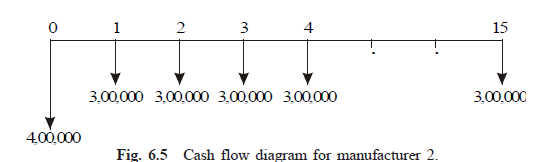 0 1 2 3 4 15
3,00,000 3,00,000 3,00,000 3,00,000 3,00,000
4,00,000
Fig. 6.5 Cash flow diagram for manufacturer 2.